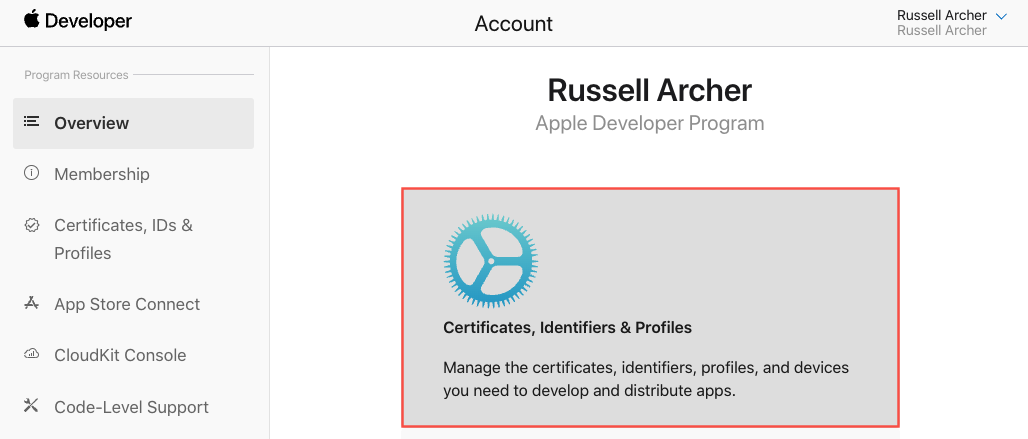 Developer
Account
Russell Archer
Russell Archer
Program Resources
Overview
Membership
Certificates, IDs &
Profiles
App Store Connect
CloudKit Console
Code-Level Support
Russell Archer
Apple Developer Program
Certificates, Identifiers & Profiles
Manage the certificates, identifiers, profiles, and devices
you need to develop and distribute apps.